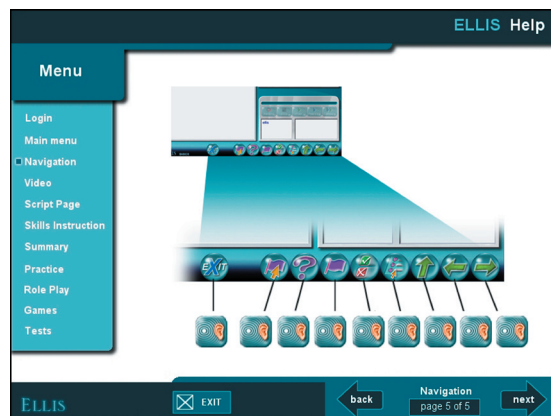 ELLIS Help
Menu
Login
Main menu
Navigation
Video
Script Page
Skills Instruction
Summary
Practice
Role Play
Games
Tests
EXIT
?
ELLIS
EXIT
back
Navigation
page 5 of 5
next